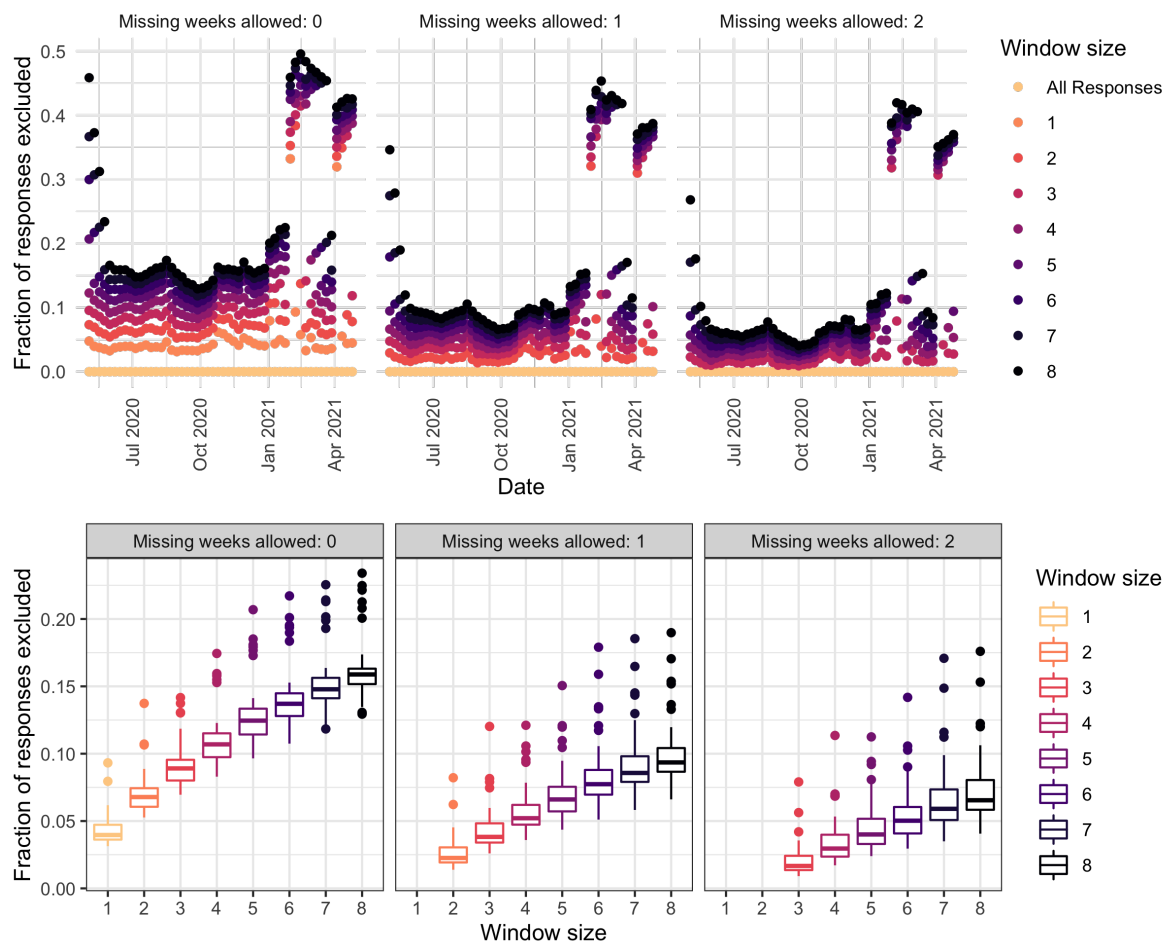 Missing weeks allowed: 0
Missing weeks allowed: 1
Missing weeks allowed: 2
Fraction of responses excluded
0.5
0.4
0.3
0.2
0.1
0.0
Jul 2020
Oct 2020
Jan 2021
Apr 2021
Jul 2020
Oct 2020
Jan 2021
Apr 2021
Jul 2020
Oct 2020
Jan 2021
Apr 2021
Date
Window size
All Responses
1
2
3
4
5
6
7
8
Missing weeks allowed: 0
Missing weeks allowed: 1
Missing weeks allowed: 2
Fraction of responses excluded
0.20
0.15
0.10
0.05
0.00
1 2 3 4 5 6 7 8
1 2 3 4 5 6 7 8
1 2 3 4 5 6 7 8
Window size
Window size
1
2
3
4
5
6
7
8